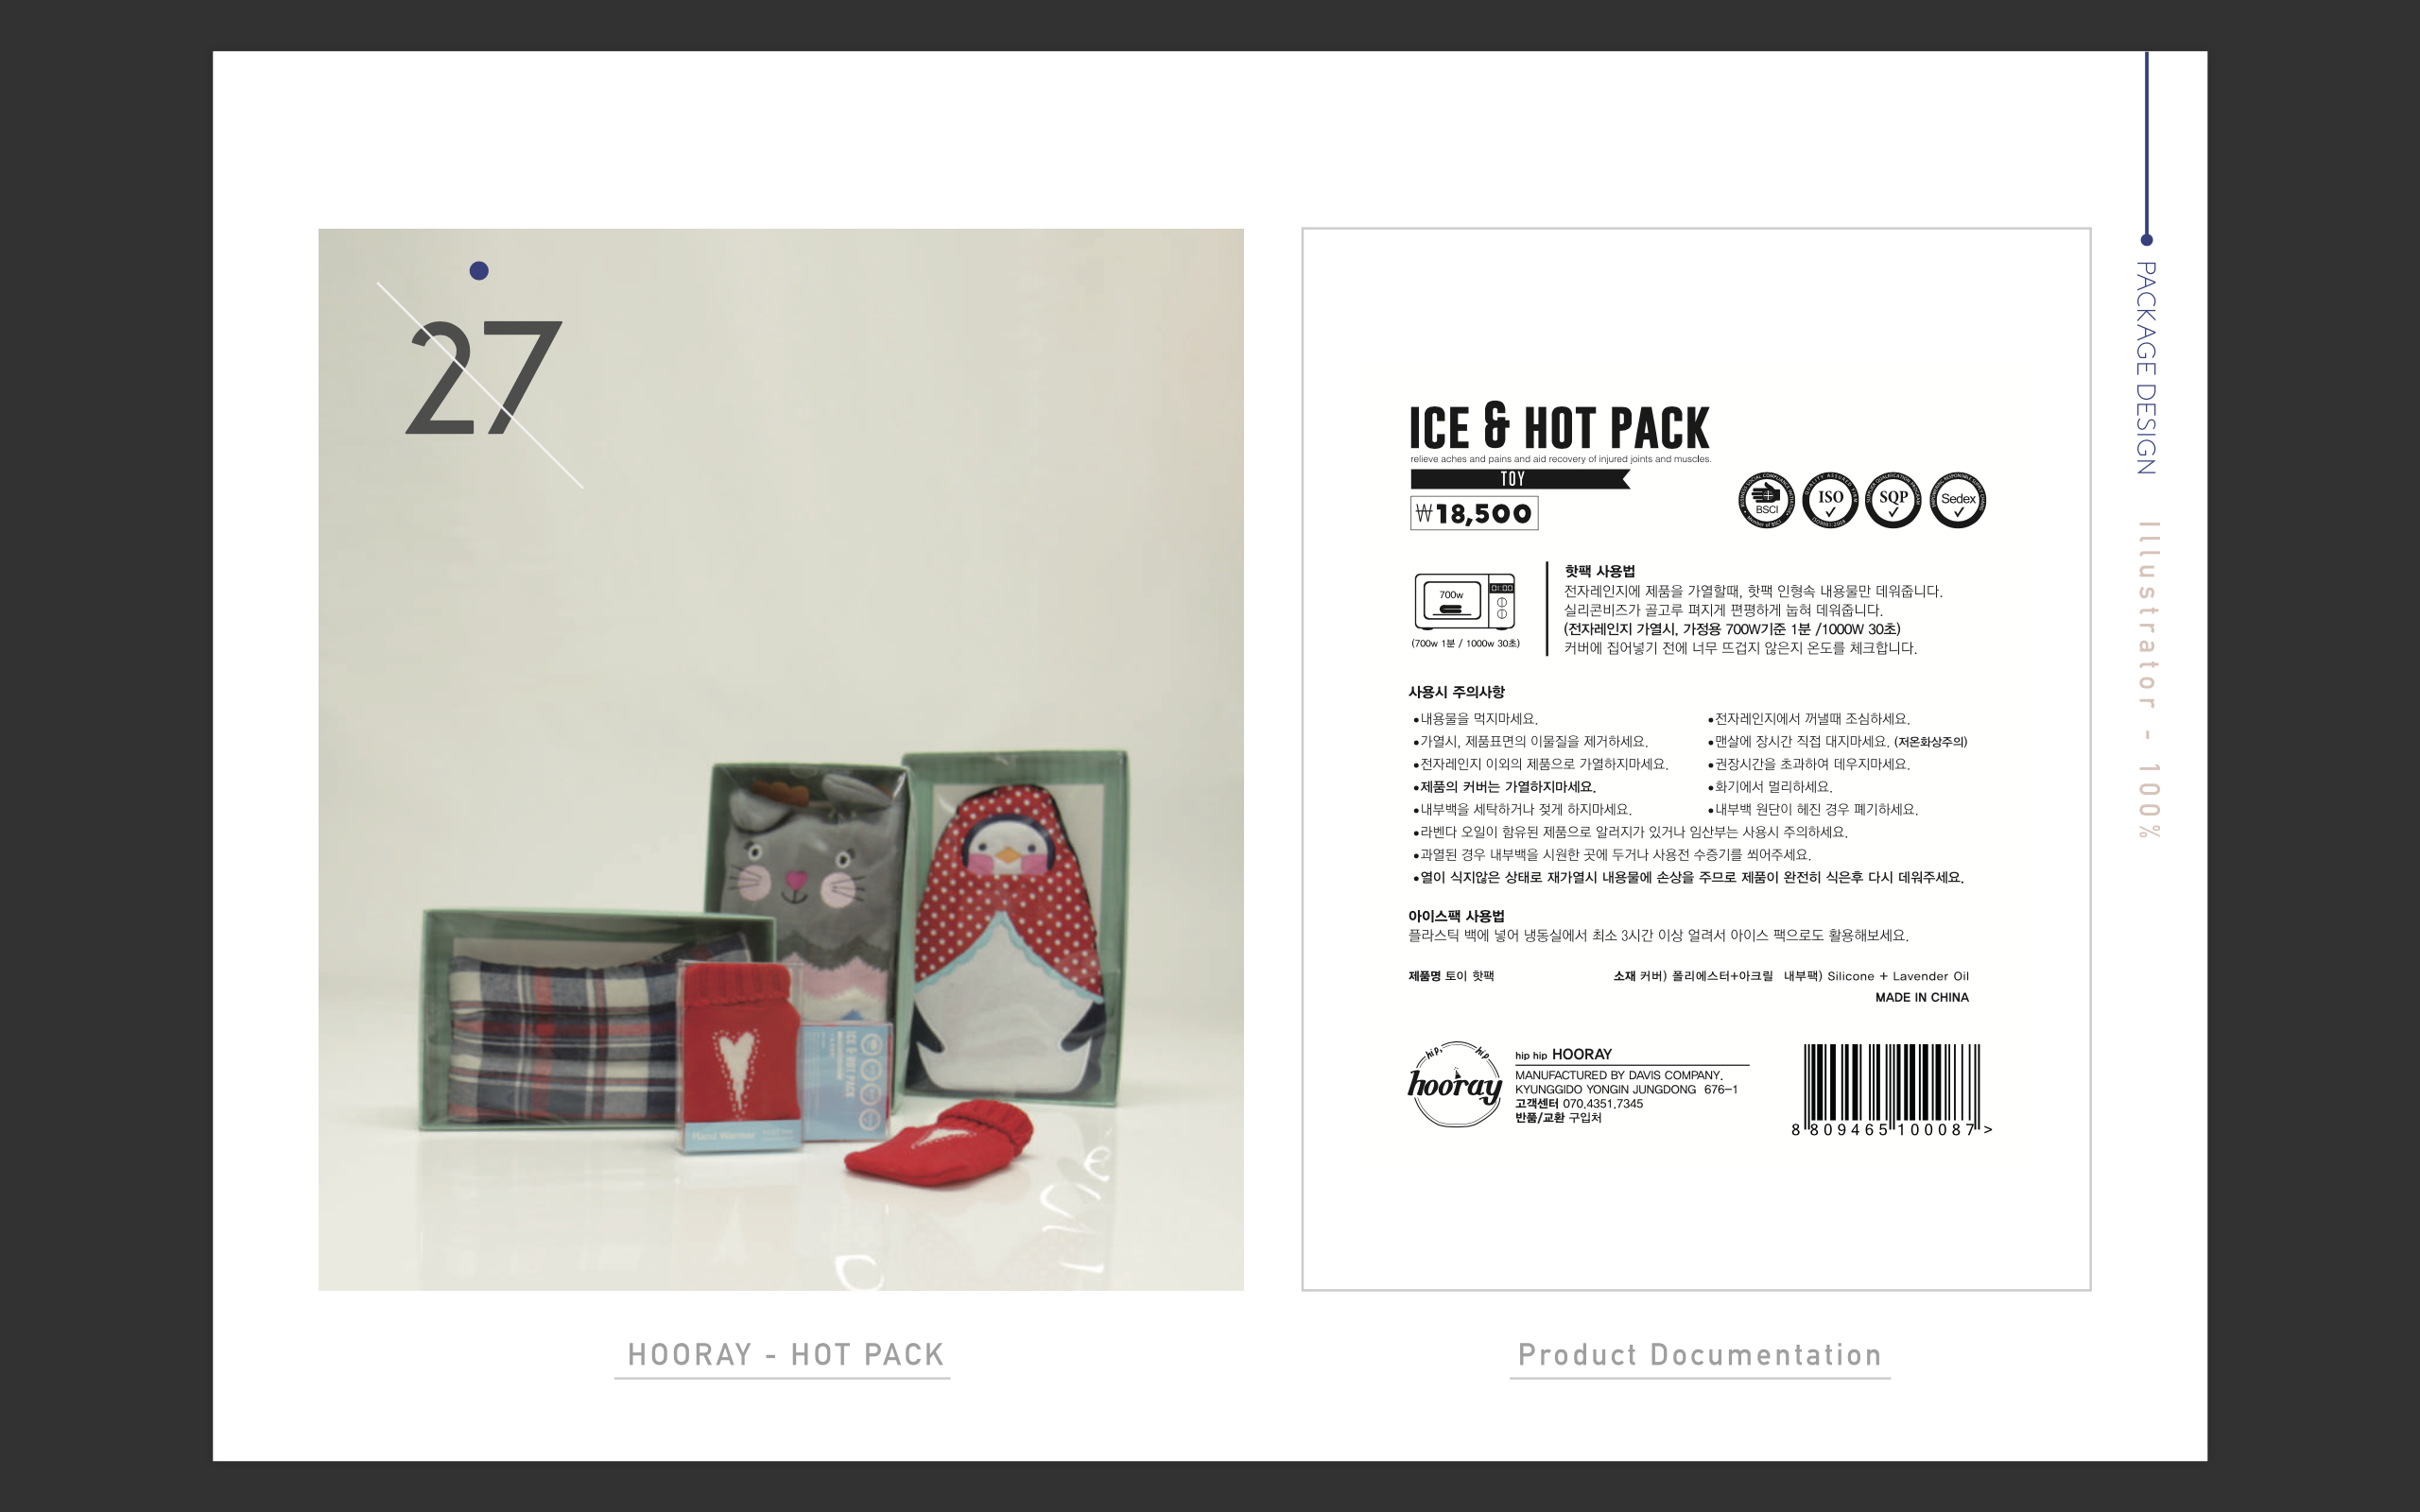 27
ICE & HOT PACK
Hand Warmer
HOORAY - HOT PACK
ICE & HOT PACK
relieve aches and pains and aid recovery of injured joints and muscles.
TOY
₩18,500
BSCI
ISO
SQP
Sedex
700w
01:00
(700w 1분 / 1000w 30초)
핫팩 사용법
전자레인지에 제품을 가열할때, 핫팩 인형속 내용물만 데워줍니다.
실리콘비즈가 골고루 펴지게 편평하게 눕혀 데워줍니다.
(전자레인지 가열시, 가정용 700W기준 1분 /1000W 30초)
커버에 집어넣기 전에 너무 뜨겁지 않은지 온도를 체크합니다.
사용시 주의사항
•내용물을 먹지마세요.
•가열시, 제품표면의 이물질을 제거하세요.
•전자레인지 이외의 제품으로 가열하지마세요.
•제품의 커버는 가열하지마세요.
•내부백을 세탁하거나 젖게 하지마세요.
•전자레인지에서 꺼낼때 조심하세요.
•맨살에 장시간 직접 대지마세요. (저온화상주의)
•권장시간을 초과하여 데우지마세요.
•화기에서 멀리하세요.
•내부백 원단이 헤진 경우 폐기하세요.
•라벤다 오일이 함유된 제품으로 알러지가 있거나 임산부는 사용시 주의하세요.
•과열된 경우 내부백을 시원한 곳에 두거나 사용전 수증기를 쐬어주세요.
•열이 식지않은 상태로 재가열시 내용물에 손상을 주므로 제품이 완전히 식은후 다시 데워주세요.
아이스팩 사용법
플라스틱 백에 넣어 냉동실에서 최소 3시간 이상 얼려서 아이스 팩으로도 활용해보세요.
제품명 토이 핫팩
소재 커버) 폴리에스터+아크릴 내부팩) Silicone + Lavender Oil
MADE IN CHINA
hip, hip
hooray
hip hip HOORAY
MANUFACTURED BY DAVIS COMPANY.
KYUNGGIDO YONGIN JUNGDONG 676-1
고객센터 070.4351.7345
반품/교환 구입처
8 809465 100087 >
Product Documentation
PACKAGE DESIGN
Illustrator - 100%